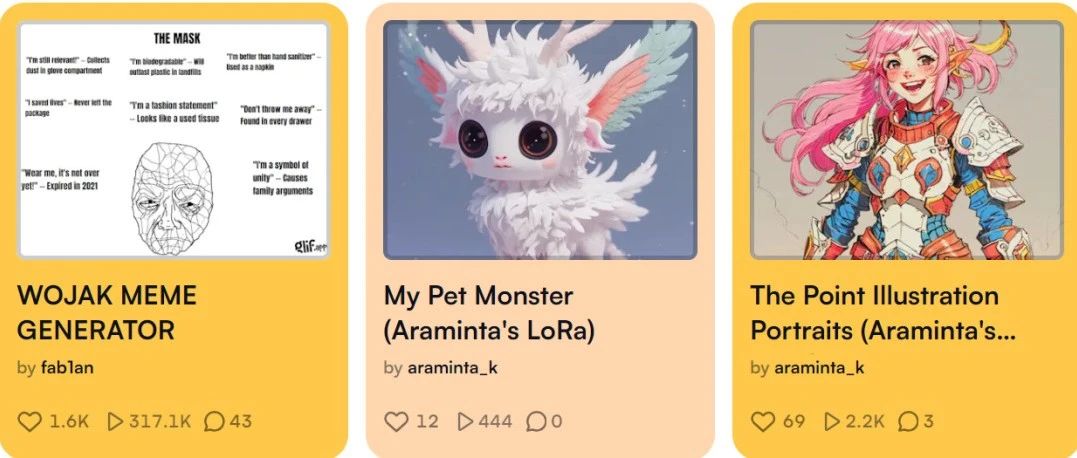 THE MASK
"I'm still relevant!" – Collects
dust in glove compartment
"I'm biodegradable" – Will
outlast plastic in landfills
"I'm better than hand sanitizer" –
Used as a napkin
"I saved lives" – Never left the
package
"I'm a fashion statement"
– Looks like a used tissue
"Don't throw me away" –
Found in every drawer
"Wear me, it's not over
yet!" – Expired in 2021
"I'm a symbol of
unity" – Causes
family arguments
glif.app
WOJAK MEME
GENERATOR
by fab1an
1.6K 317.1K 43
My Pet Monster
(Araminta's LoRa)
by araminta_k
12 444 0
The Point Illustration
Portraits (Araminta's...
by araminta_k
69 2.2K 3